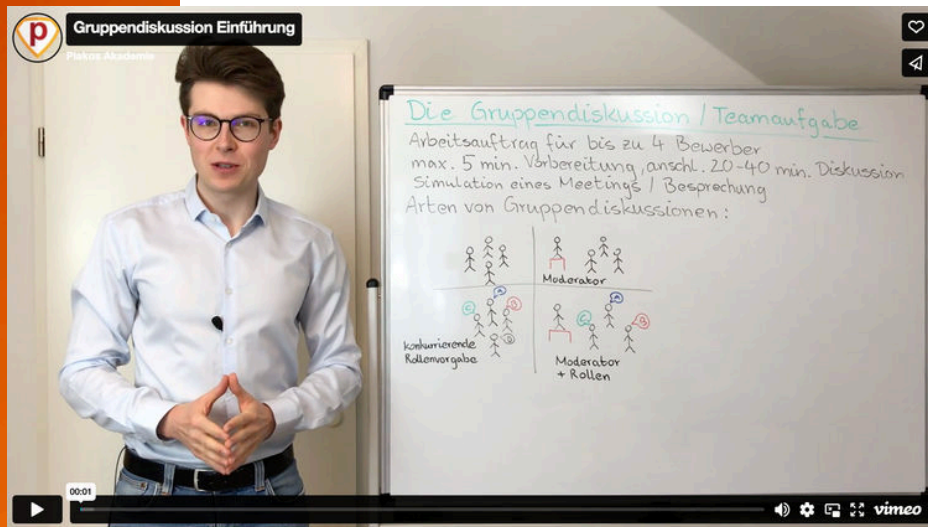 p
Gruppendiskussion Einführung
Plakos Akademie
Die Gruppendiskussion / Teamaufgabe
Arbeitsauftrag für bis zu 4 Bewerber
max. 5 min. Vorbereitung, anschl. 20-40 min. Diskussion
Simulation eines Meetings / Besprechung
Arten von Gruppendiskussionen:
Moderator
A
C
B
D
konkurrierende
Rollenvorgabe
A
C
B
Moderator
+ Rollen
00:01
vimeo